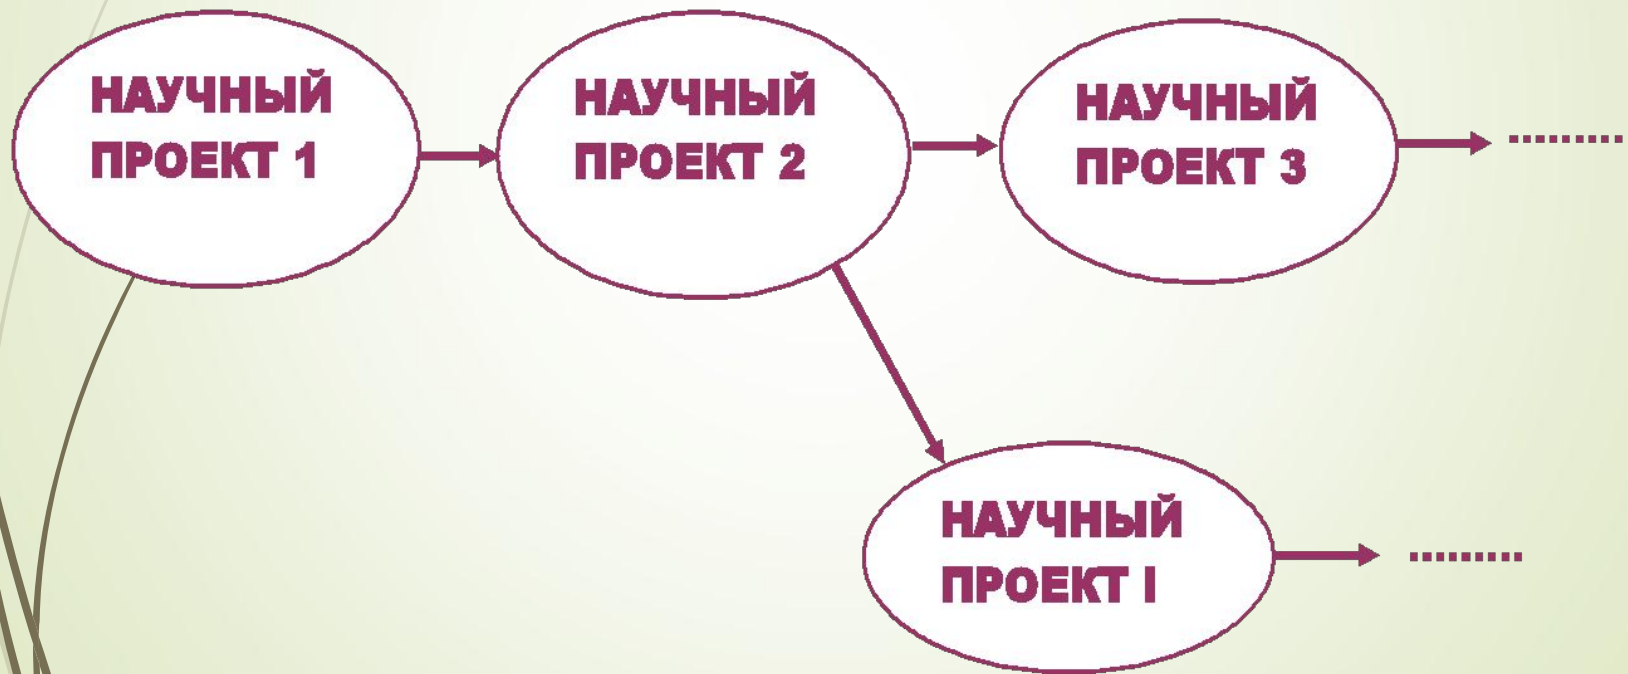 НАУЧНЫЙ
ПРОЕКТ 1
НАУЧНЫЙ
ПРОЕКТ 2
НАУЧНЫЙ
ПРОЕКТ 3
.........
НАУЧНЫЙ
ПРОЕКТ I
.........